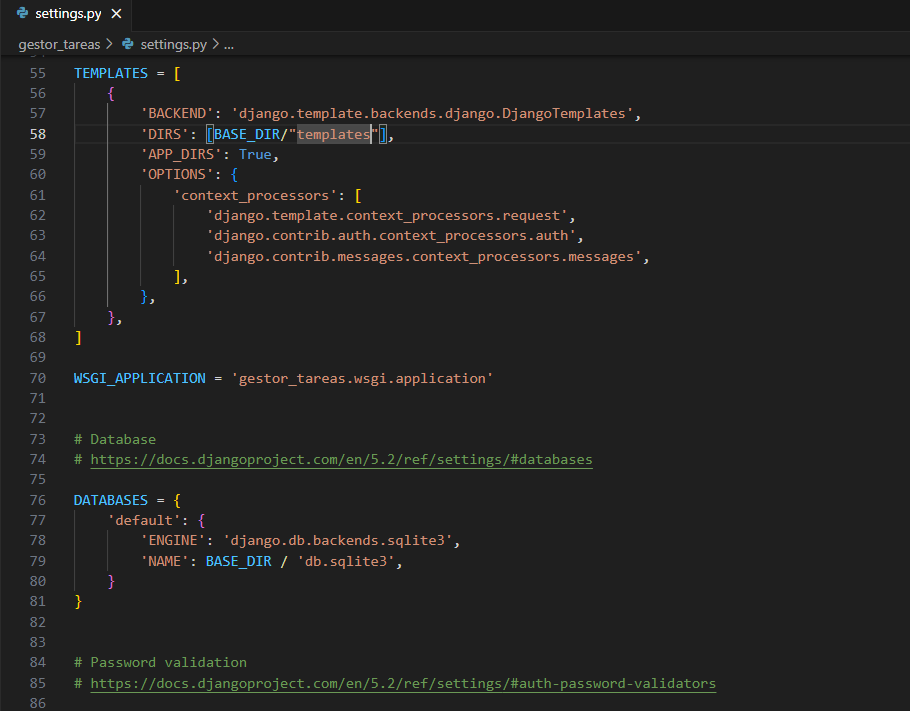 settings.py
gestor_tareas > settings.py > ...
55 TEMPLATES = [
56     {
57         'BACKEND': 'django.template.backends.django.DjangoTemplates',
58         'DIRS': [BASE_DIR/"templates"],
59         'APP_DIRS': True,
60         'OPTIONS': {
61             'context_processors': [
62                 'django.template.context_processors.request',
63                 'django.contrib.auth.context_processors.auth',
64                 'django.contrib.messages.context_processors.messages',
65             ],
66         },
67     },
68 ]
69
70 WSGI_APPLICATION = 'gestor_tareas.wsgi.application'
71
72
73 # Database
74 # https://docs.djangoproject.com/en/5.2/ref/settings/#databases
75
76 DATABASES = {
77     'default': {
78         'ENGINE': 'django.db.backends.sqlite3',
79         'NAME': BASE_DIR / 'db.sqlite3',
80     }
81 }
82
83
84 # Password validation
85 # https://docs.djangoproject.com/en/5.2/ref/settings/#auth-password-validators
86